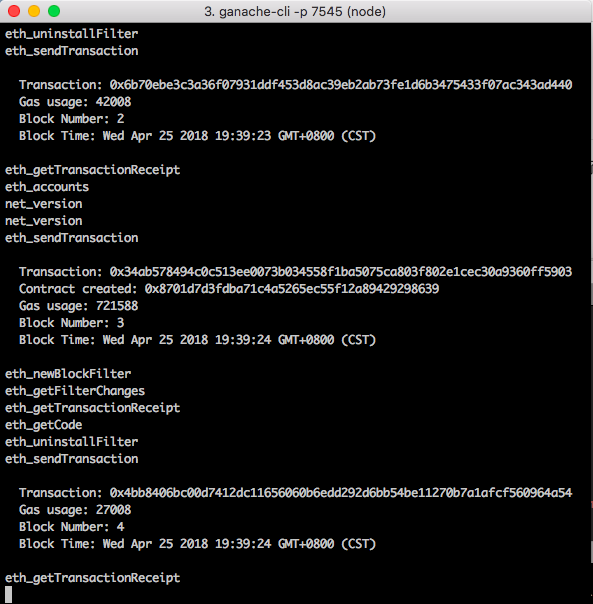 3. ganache-cli -p 7545 (node)
eth_uninstallFilter
eth_sendTransaction
Transaction: 0x6b70ebe3c3a36f07931ddf453d8ac39eb2ab73fe1d6b3475433f07ac343ad440
Gas usage: 42008
Block Number: 2
Block Time: Wed Apr 25 2018 19:39:23 GMT+0800 (CST)
eth_getTransactionReceipt
eth_accounts
net_version
net_version
eth_sendTransaction
Transaction: 0x34ab578494c0c513ee0073b034558f1ba5075ca803f802e1cec30a9360ff5903
Contract created: 0x8701d7d3fdba71c4a5265ec55f12a89429298639
Gas usage: 721588
Block Number: 3
Block Time: Wed Apr 25 2018 19:39:24 GMT+0800 (CST)
eth_newBlockFilter
eth_getFilterChanges
eth_getTransactionReceipt
eth_getCode
eth_uninstallFilter
eth_sendTransaction
Transaction: 0x4bb8406bc00d7412dc11656060b6edd292d6bb54be11270b7a1afcf560964a54
Gas usage: 27008
Block Number: 4
Block Time: Wed Apr 25 2018 19:39:24 GMT+0800 (CST)
eth_getTransactionReceipt